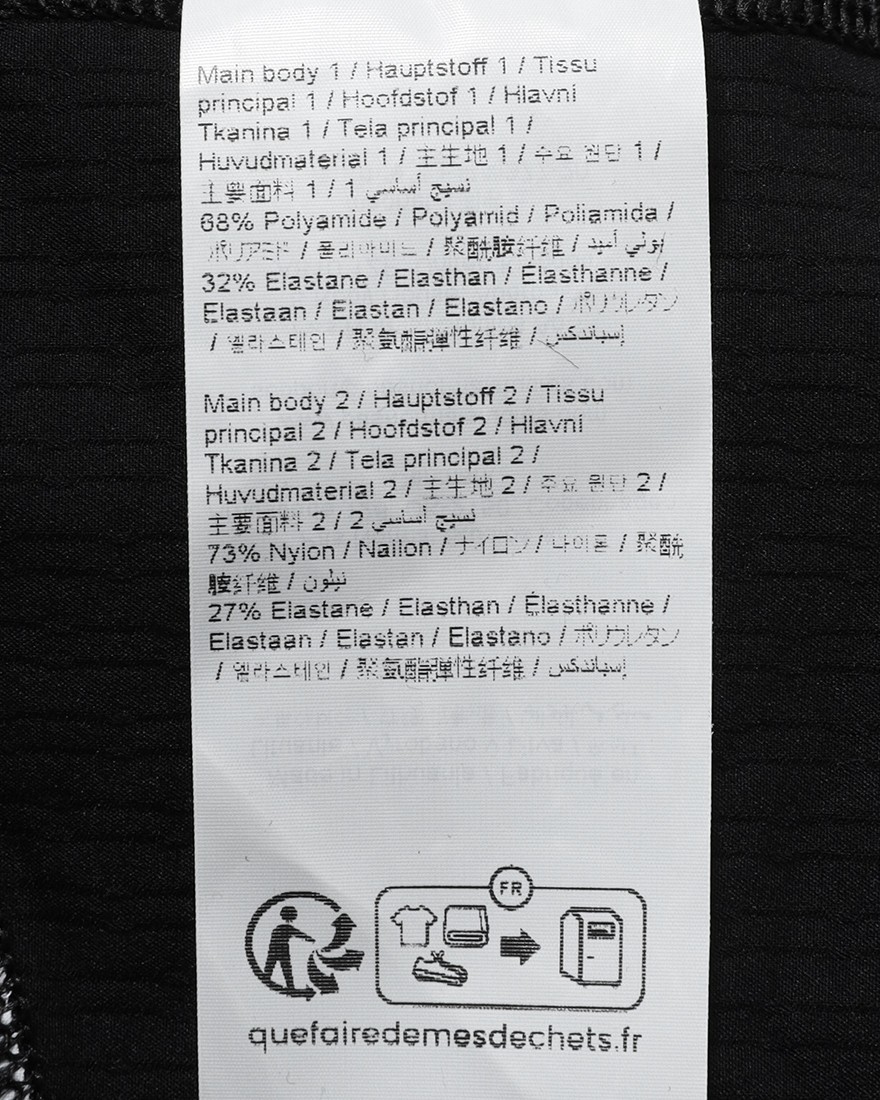 Main body 1 / Hauptstoff 1 / Tissu
principal 1 / Hoofdstof 1 / Hlavní
Tkanina 1 / Tela principal 1 /
Huvudmaterial 1 / 主生地 1 / 주요 원단 1 /
主要面料 1 / 1 نسيج أساسي
68% Polyamide / Polyamid / Poliamida /
ポリアミド / 폴리아미드 / 聚酰胺纤维 / بولي أميد
32% Elastane / Elasthan / Élasthanne /
Elastaan / Elastan / Elastano / ポリウレタン
/ 엘라스테인 / 聚氨酯弹性纤维 / إسباندكس
Main body 2 / Hauptstoff 2 / Tissu
principal 2 / Hoofdstof 2 / Hlavní
Tkanina 2 / Tela principal 2 /
Huvudmaterial 2 / 主生地 2 / 주요 원단 2 /
主要面料 2 / 2 نسيج أساسي
73% Nylon / Nailon / ナイロン / 나이론 / 聚酰
胺纤维 / نيلون
27% Elastane / Elasthan / Élasthanne /
Elastaan / Elastan / Elastano / ポリウレタン
/ 엘라스테인 / 聚氨酯弹性纤维 / إسباندكس
FR
quefairedemesdechets.fr